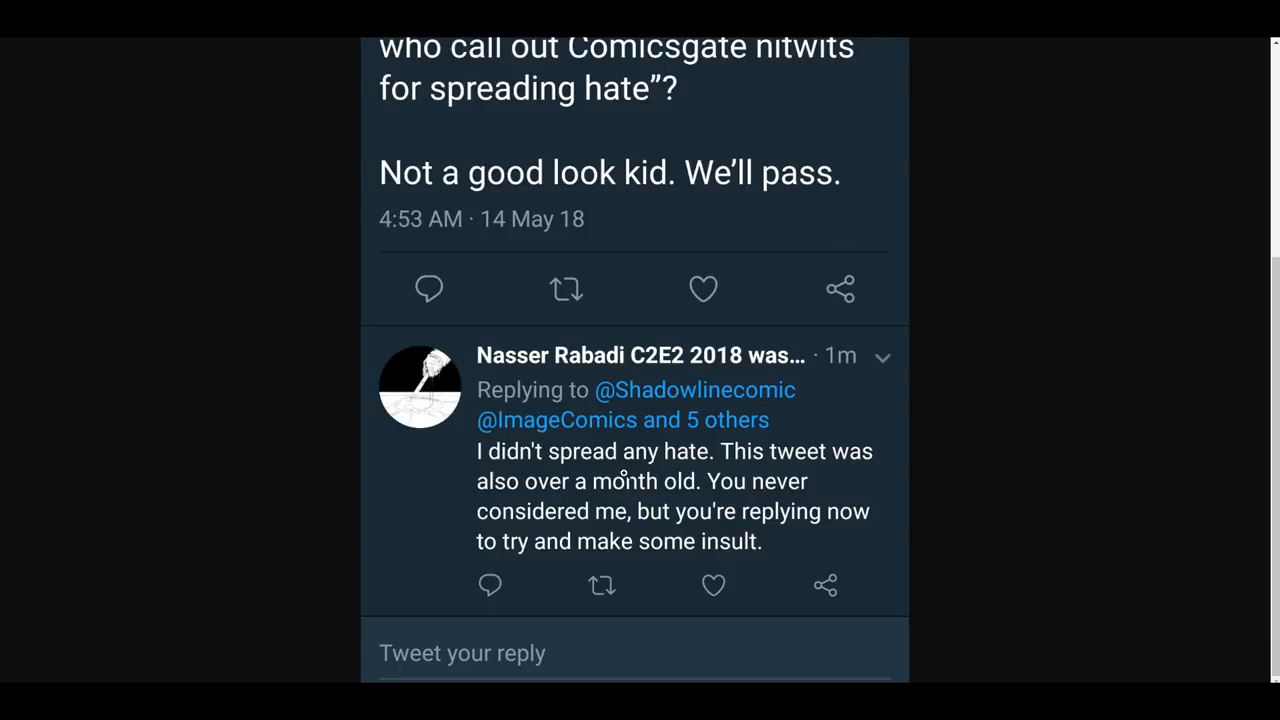 who call out Comicsgate nitwits
for spreading hate”?
Not a good look kid. We’ll pass.
4:53 AM · 14 May 18
Nasser Rabadi C2E2 2018 was... · 1m
Replying to @Shadowlinecomic
@ImageComics and 5 others
I didn't spread any hate. This tweet was
also over a month old. You never
considered me, but you're replying now
to try and make some insult.
Tweet your reply